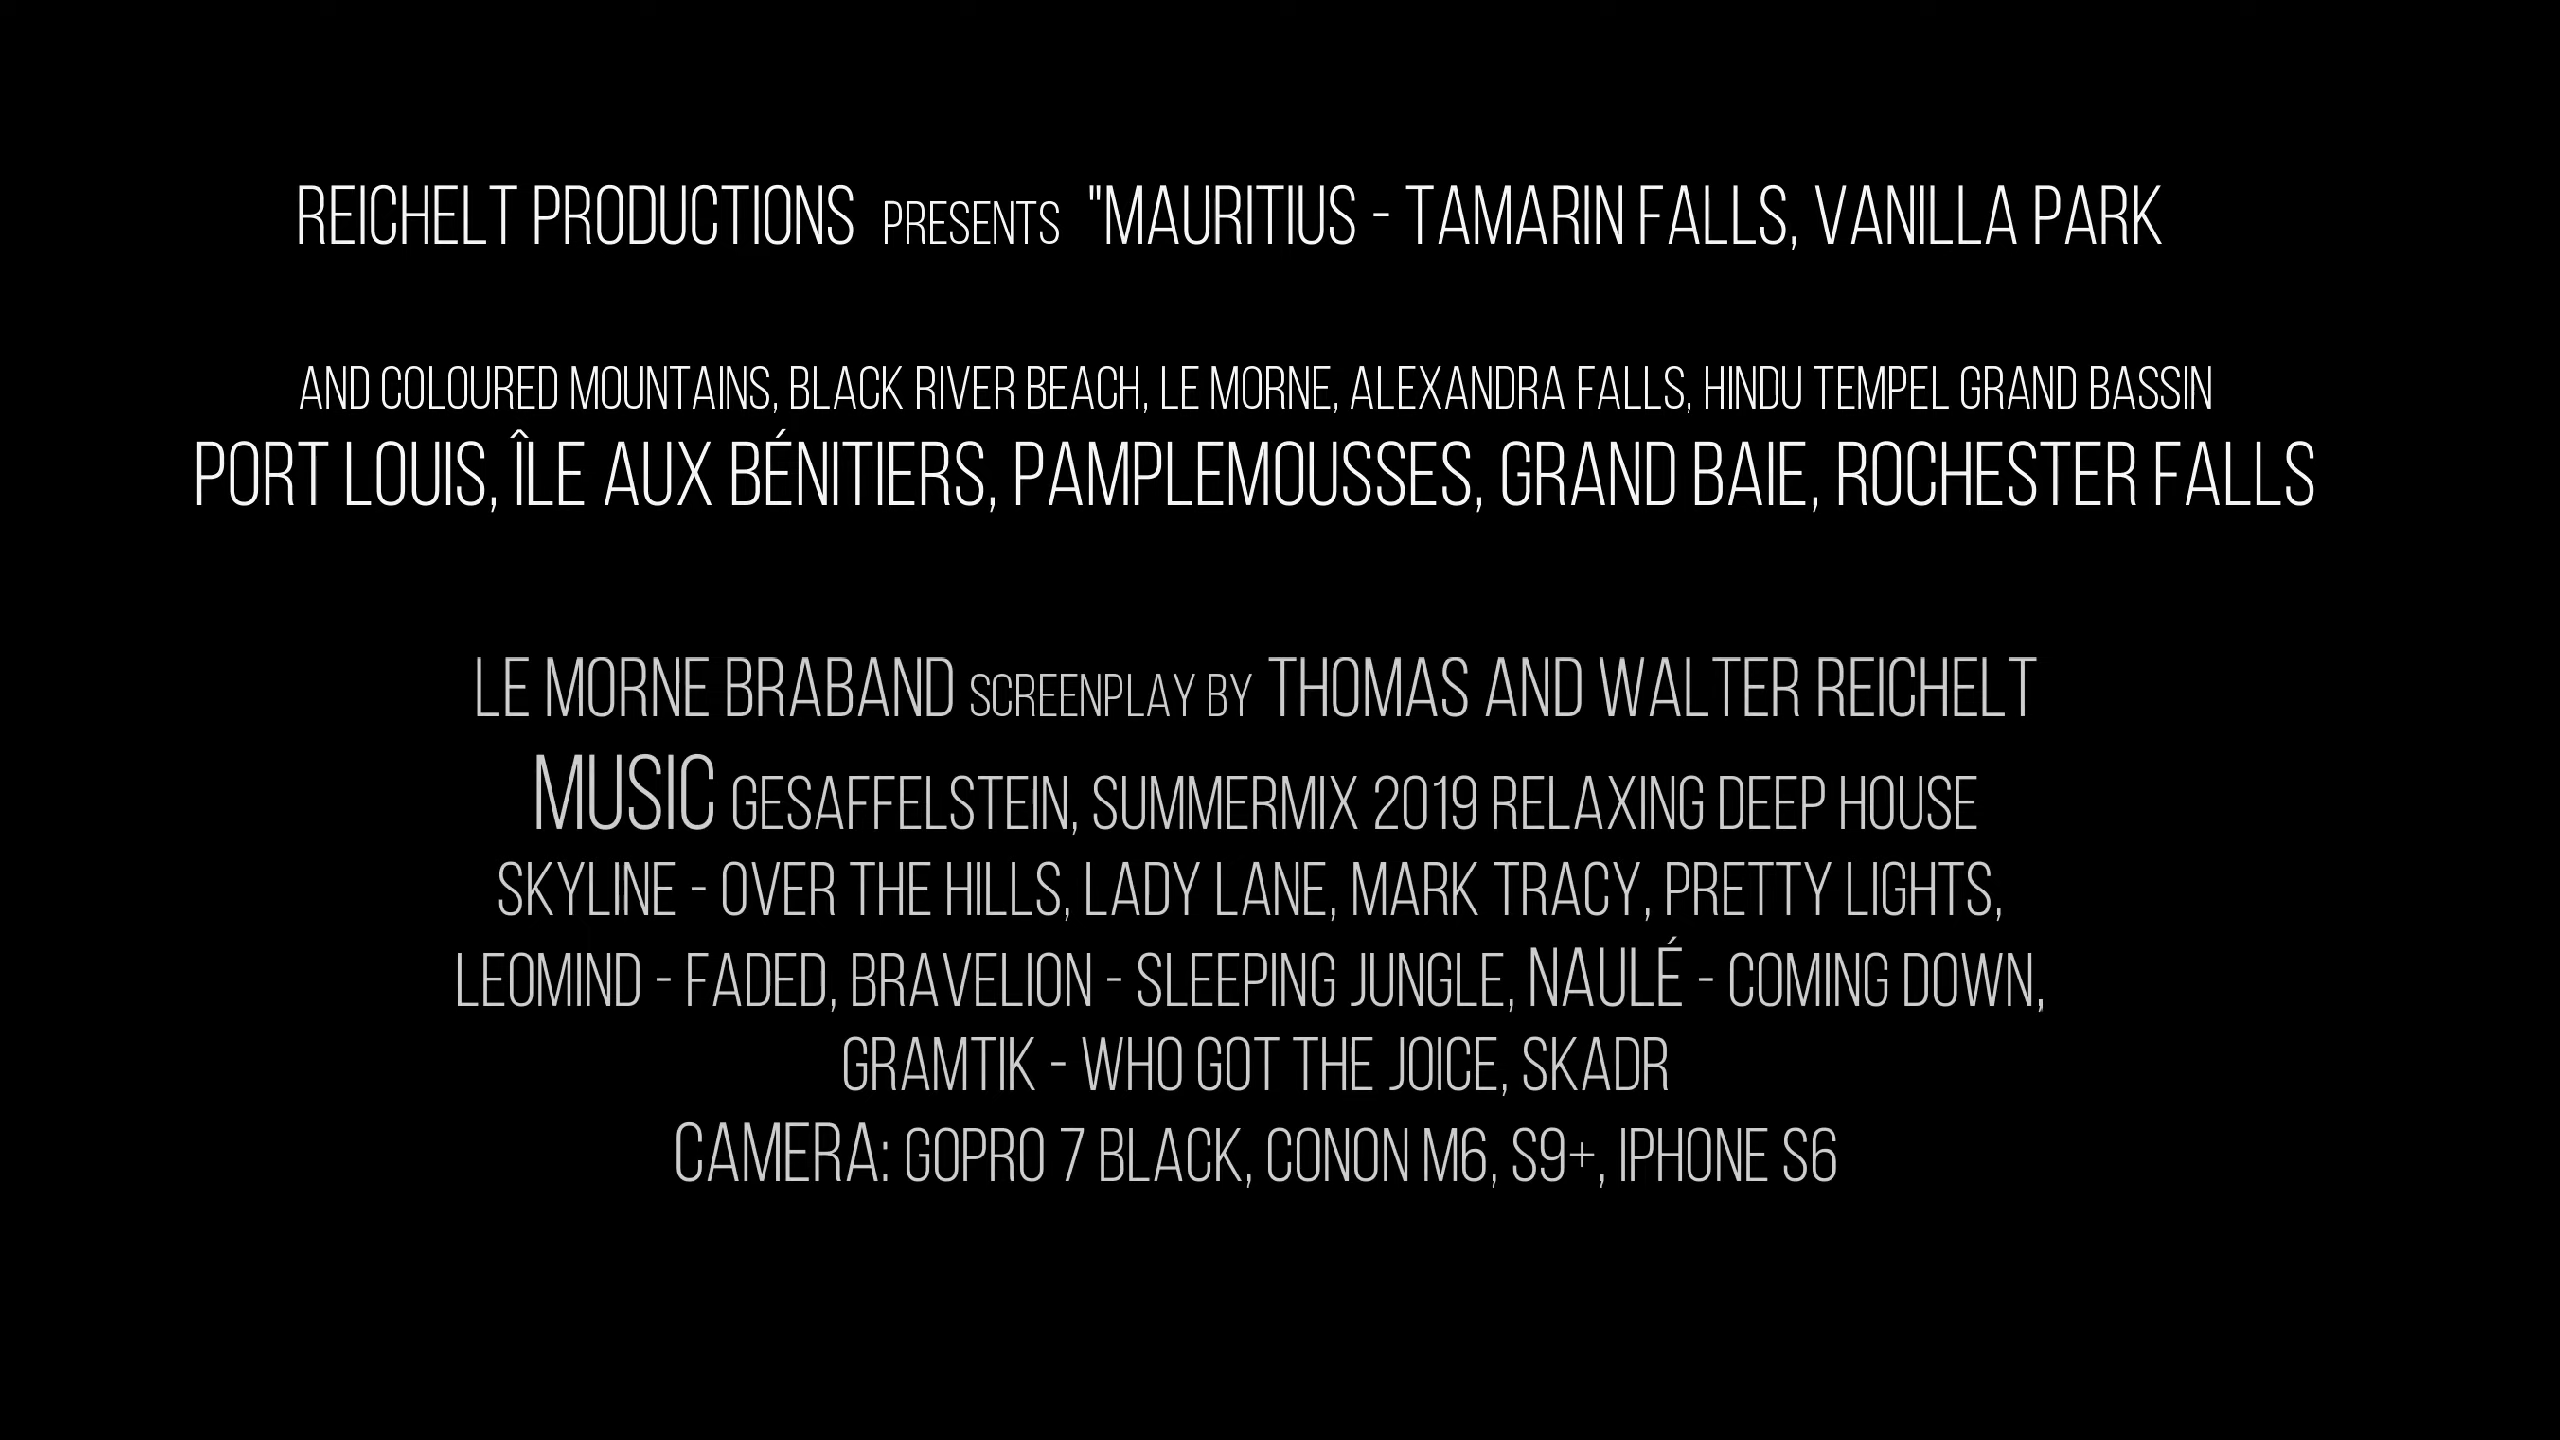 REICHELT PRODUCTIONS PRESENTS "MAURITIUS - TAMARIN FALLS, VANILLA PARK
AND COLOURED MOUNTAINS, BLACK RIVER BEACH, LE MORNE, ALEXANDRA FALLS, HINDU TEMPEL GRAND BASSIN
PORT LOUIS, ÎLE AUX BÉNITIERS, PAMPLEMOUSSES, GRAND BAIE, ROCHESTER FALLS
LE MORNE BRABAND SCREENPLAY BY THOMAS AND WALTER REICHELT
MUSIC GESAFFELSTEIN, SUMMERMIX 2019 RELAXING DEEP HOUSE
SKYLINE - OVER THE HILLS, LADY LANE, MARK TRACY, PRETTY LIGHTS,
LEOMIND - FADED, BRAVELION - SLEEPING JUNGLE, NAULÉ - COMING DOWN,
GRAMTIK - WHO GOT THE JOICE, SKADR
CAMERA: GOPRO 7 BLACK, CONON M6, S9+, IPHONE S6